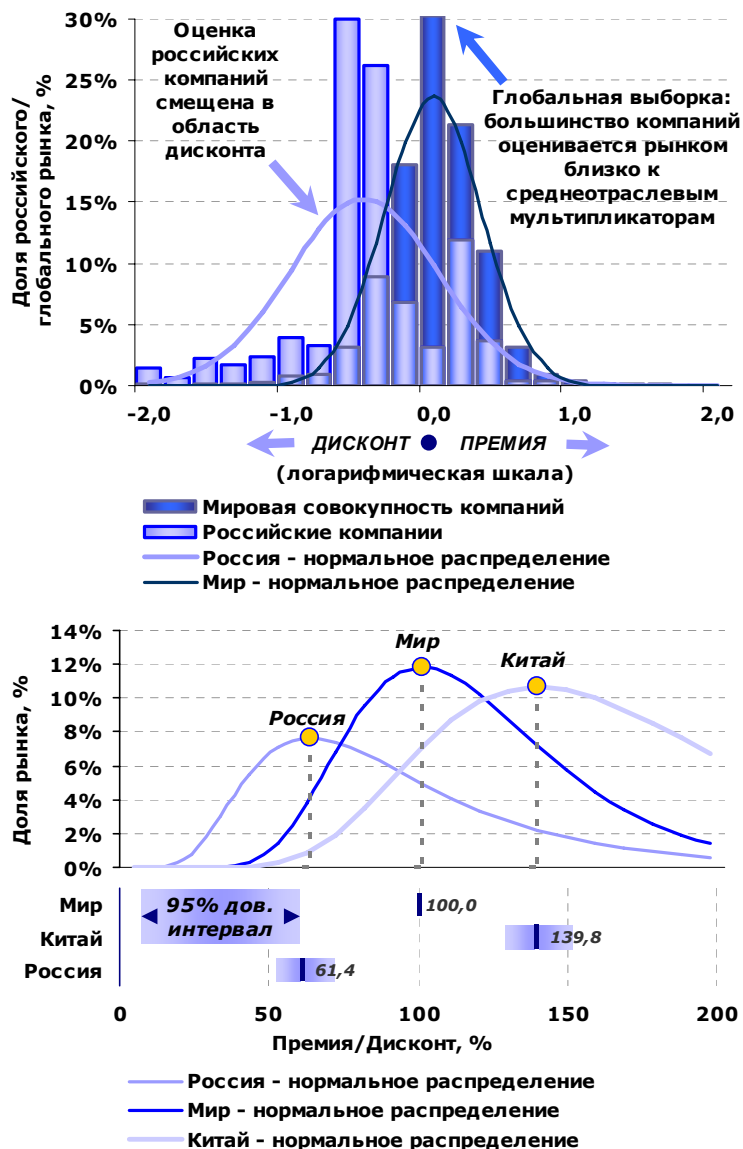 Доля российского/
глобального рынка, %
30%
25%
20%
15%
10%
5%
0%
Оценка
российских
компаний
смещена в
область
дисконта
Глобальная выборка:
большинство компаний
оценивается рынком
близко к
среднеотраслевым
мультипликаторам
-2,0 -1,0 0,0 1,0 2,0
ДИСКОНТ ПРЕМИЯ
(логарифмическая шкала)
Мировая совокупность компаний
Российские компании
Россия - нормальное распределение
Мир - нормальное распределение
Доля рынка, %
14%
12%
10%
8%
6%
4%
2%
0%
Мир
Китай
Россия
Мир
Китай
Россия
95% дов.
интервал
100,0
139,8
61,4
0 50 100 150 200
Премия/Дисконт, %
Россия - нормальное распределение
Мир - нормальное распределение
Китай - нормальное распределение